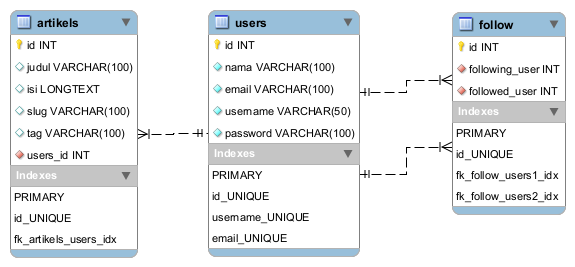 artikels
id INT
judul VARCHAR(100)
isi LONGTEXT
slug VARCHAR(100)
tag VARCHAR(100)
users_id INT
Indexes
PRIMARY
id_UNIQUE
fk_artikels_users_idx
users
id INT
nama VARCHAR(100)
email VARCHAR(100)
username VARCHAR(50)
password VARCHAR(100)
Indexes
PRIMARY
id_UNIQUE
username_UNIQUE
email_UNIQUE
follow
id INT
following_user INT
followed_user INT
Indexes
PRIMARY
id_UNIQUE
fk_follow_users1_idx
fk_follow_users2_idx